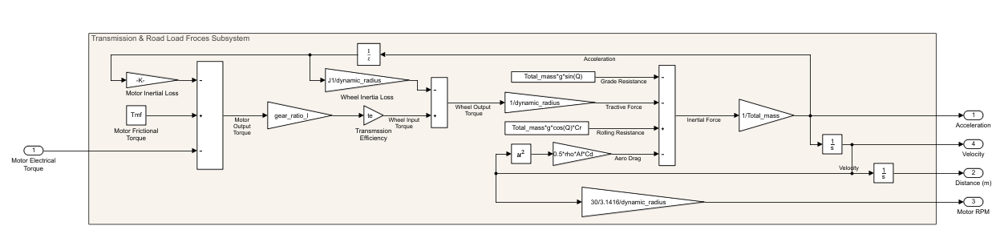 Transmission & Road Load Froces Subsystem
1
z
Acceleration
-K-
Motor Inertial Loss
J1/dynamic_radius
Wheel Inertia Loss
Total_mass*g*sin(Q)
Grade Resistance
Tmf
Motor Frictional
Torque
Motor
Output
Torque
gear_ratio_I
te
Transmssion
Efficiency
Wheel Input
Torque
Wheel Output
Torque
1/dynamic_radius
Tractive Force
Total_mass*g*cos(Q)*Cr
Rolling Resistance
Inertial Force
1/Total_mass
1
Acceleration
1
Motor Electrical
Torque
u²
0.5*rho*Af*Cd
Aero Drag
1
s
4
Velocity
Velocity
1
s
2
Distance (m)
30/3.1416/dynamic_radius
3
Motor RPM